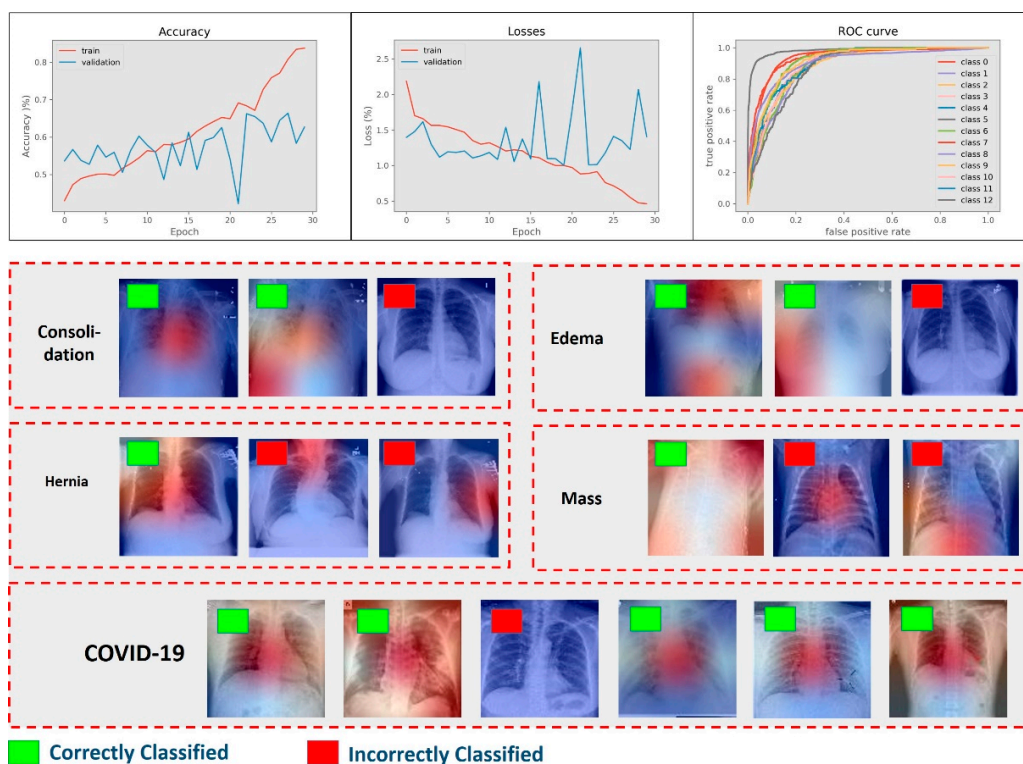 Accuracy
train
validation
0.8
0.7
0.6
0.5
Accuracy )%)
0
5
10
15
20
25
30
Epoch
Losses
train
validation
2.5
2.0
1.5
1.0
0.5
Loss (%)
0
5
10
15
20
25
30
Epoch
ROC curve
1.0
0.8
0.6
0.4
0.2
0.0
true positive rate
class 0
class 1
class 2
class 3
class 4
class 5
class 6
class 7
class 8
class 9
class 10
class 11
class 12
0.0
0.2
0.4
0.6
0.8
1.0
false positive rate
Consoli-
dation
Edema
Hernia
Mass
COVID-19
Correctly Classified
Incorrectly Classified